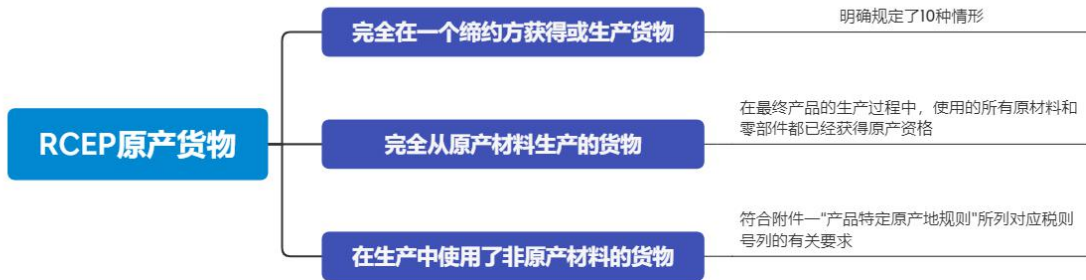 完全在一个缔约方获得或生产货物
明确规定了10种情形
RCEP原产货物
完全从原产材料生产的货物
在最终产品的生产过程中，使用的所有原材料和
零部件都已经获得原产资格
在生产中使用了非原产材料的货物
符合附件一"产品特定原产地规则"所列对应税则
号列的有关要求